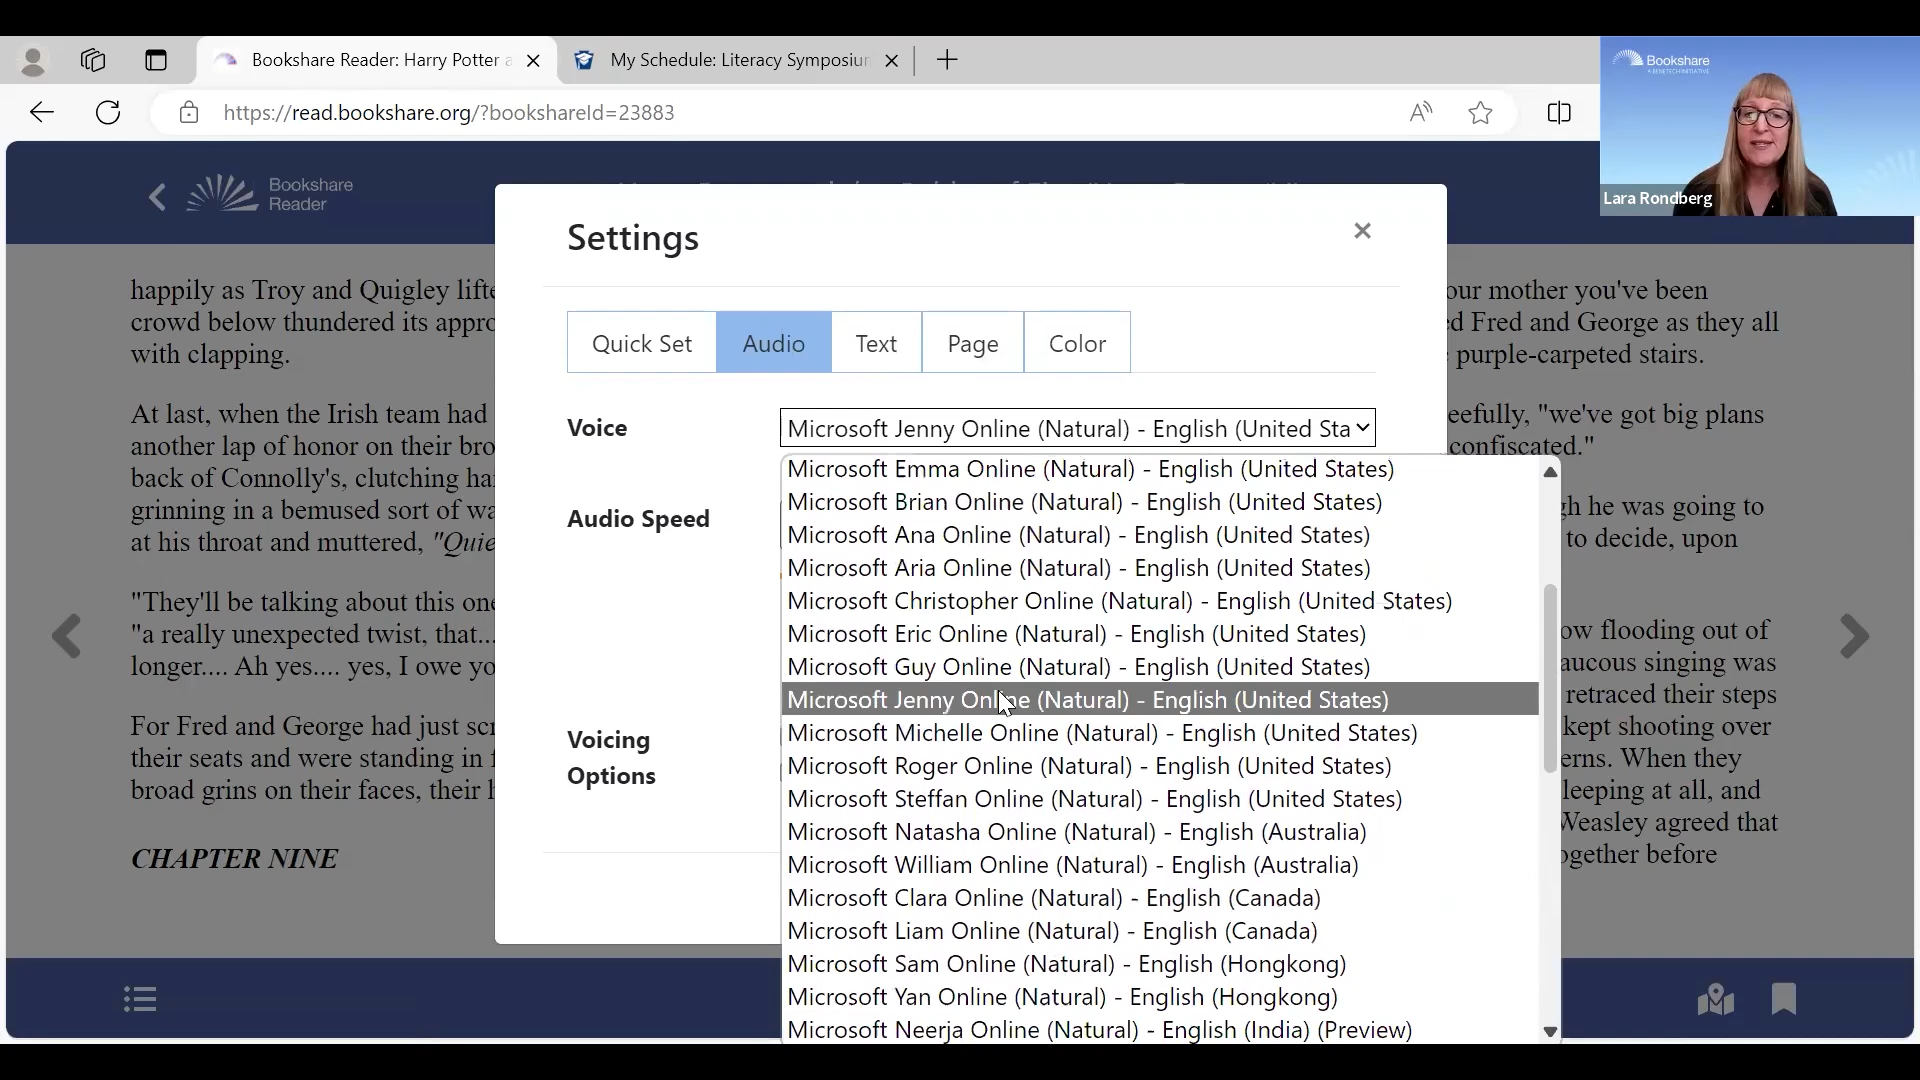 Bookshare Reader: Harry Potter a
My Schedule: Literacy Symposium
https://read.bookshare.org/?bookshareId=23883
Bookshare
A BENETECH INITIATIVE
Lara Rondberg
Bookshare
Reader
Settings
Quick Set
Audio
Text
Page
Color
Voice
Microsoft Jenny Online (Natural) - English (United Sta
Microsoft Emma Online (Natural) - English (United States)
Microsoft Brian Online (Natural) - English (United States)
Microsoft Ana Online (Natural) - English (United States)
Microsoft Aria Online (Natural) - English (United States)
Microsoft Christopher Online (Natural) - English (United States)
Microsoft Eric Online (Natural) - English (United States)
Microsoft Guy Online (Natural) - English (United States)
Microsoft Jenny Online (Natural) - English (United States)
Microsoft Michelle Online (Natural) - English (United States)
Microsoft Roger Online (Natural) - English (United States)
Microsoft Steffan Online (Natural) - English (United States)
Microsoft Natasha Online (Natural) - English (Australia)
Microsoft William Online (Natural) - English (Australia)
Microsoft Clara Online (Natural) - English (Canada)
Microsoft Liam Online (Natural) - English (Canada)
Microsoft Sam Online (Natural) - English (Hongkong)
Microsoft Yan Online (Natural) - English (Hongkong)
Microsoft Neerja Online (Natural) - English (India) (Preview)
Audio Speed
Voicing
Options
happily as Troy and Quigley lifte
crowd below thundered its appro
with clapping.
At last, when the Irish team had
another lap of honor on their bro
back of Connolly's, clutching ha
grinning in a bemused sort of wa
at his throat and muttered, "Quie
"They'll be talking about this one
"a really unexpected twist, that...
longer.... Ah yes.... yes, I owe yo
For Fred and George had just scr
their seats and were standing in f
broad grins on their faces, their h
CHAPTER NINE
our mother you've been
ed Fred and George as they all
purple-carpeted stairs.
eefully, "we've got big plans
confiscated."
gh he was going to
to decide, upon
ow flooding out of
aucous singing was
retraced their steps
kept shooting over
erns. When they
leeping at all, and
Weasley agreed that
ogether before